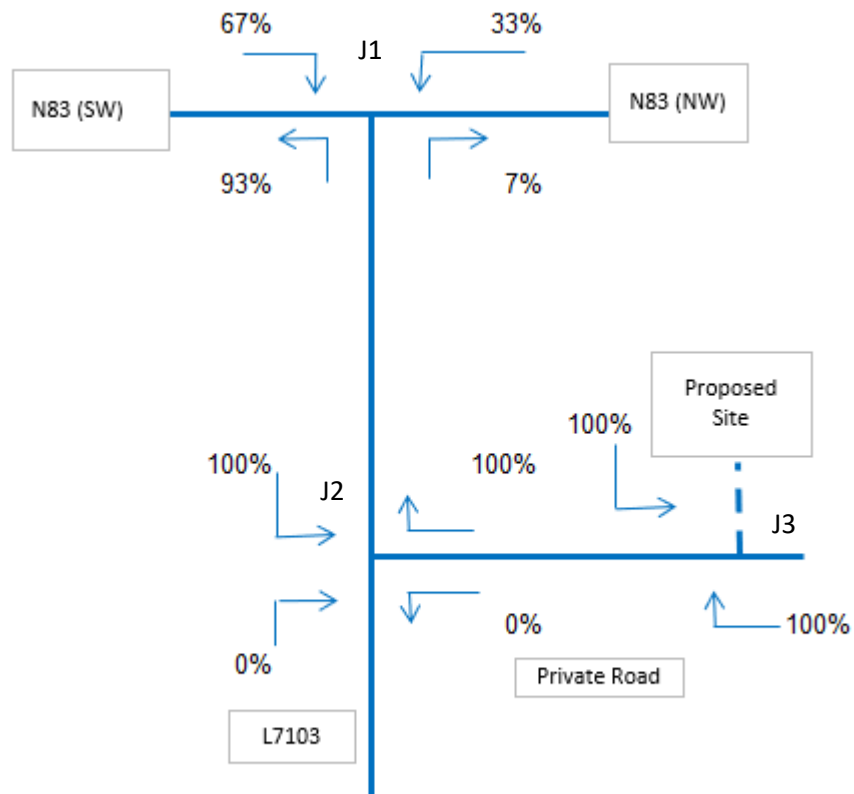 67%
J1
33%
N83 (SW)
N83 (NW)
93%
7%
Proposed
Site
100%
100%
J2
100%
J3
0%
0%
100%
Private Road
L7103